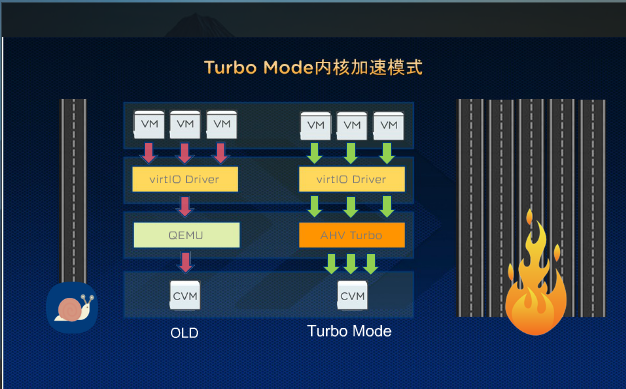 Turbo Mode内核加速模式
VM VM VM VM VM VM
virtIO Driver virtIO Driver
QEMU AHV Turbo
CVM CVM
OLD Turbo Mode